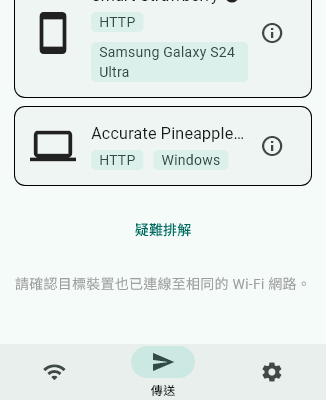 HTTP
Samsung Galaxy S24
Ultra
Accurate Pineapple…
HTTP Windows
疑難排解
請確認目標裝置也已連線至相同的 Wi-Fi 網路。
傳送